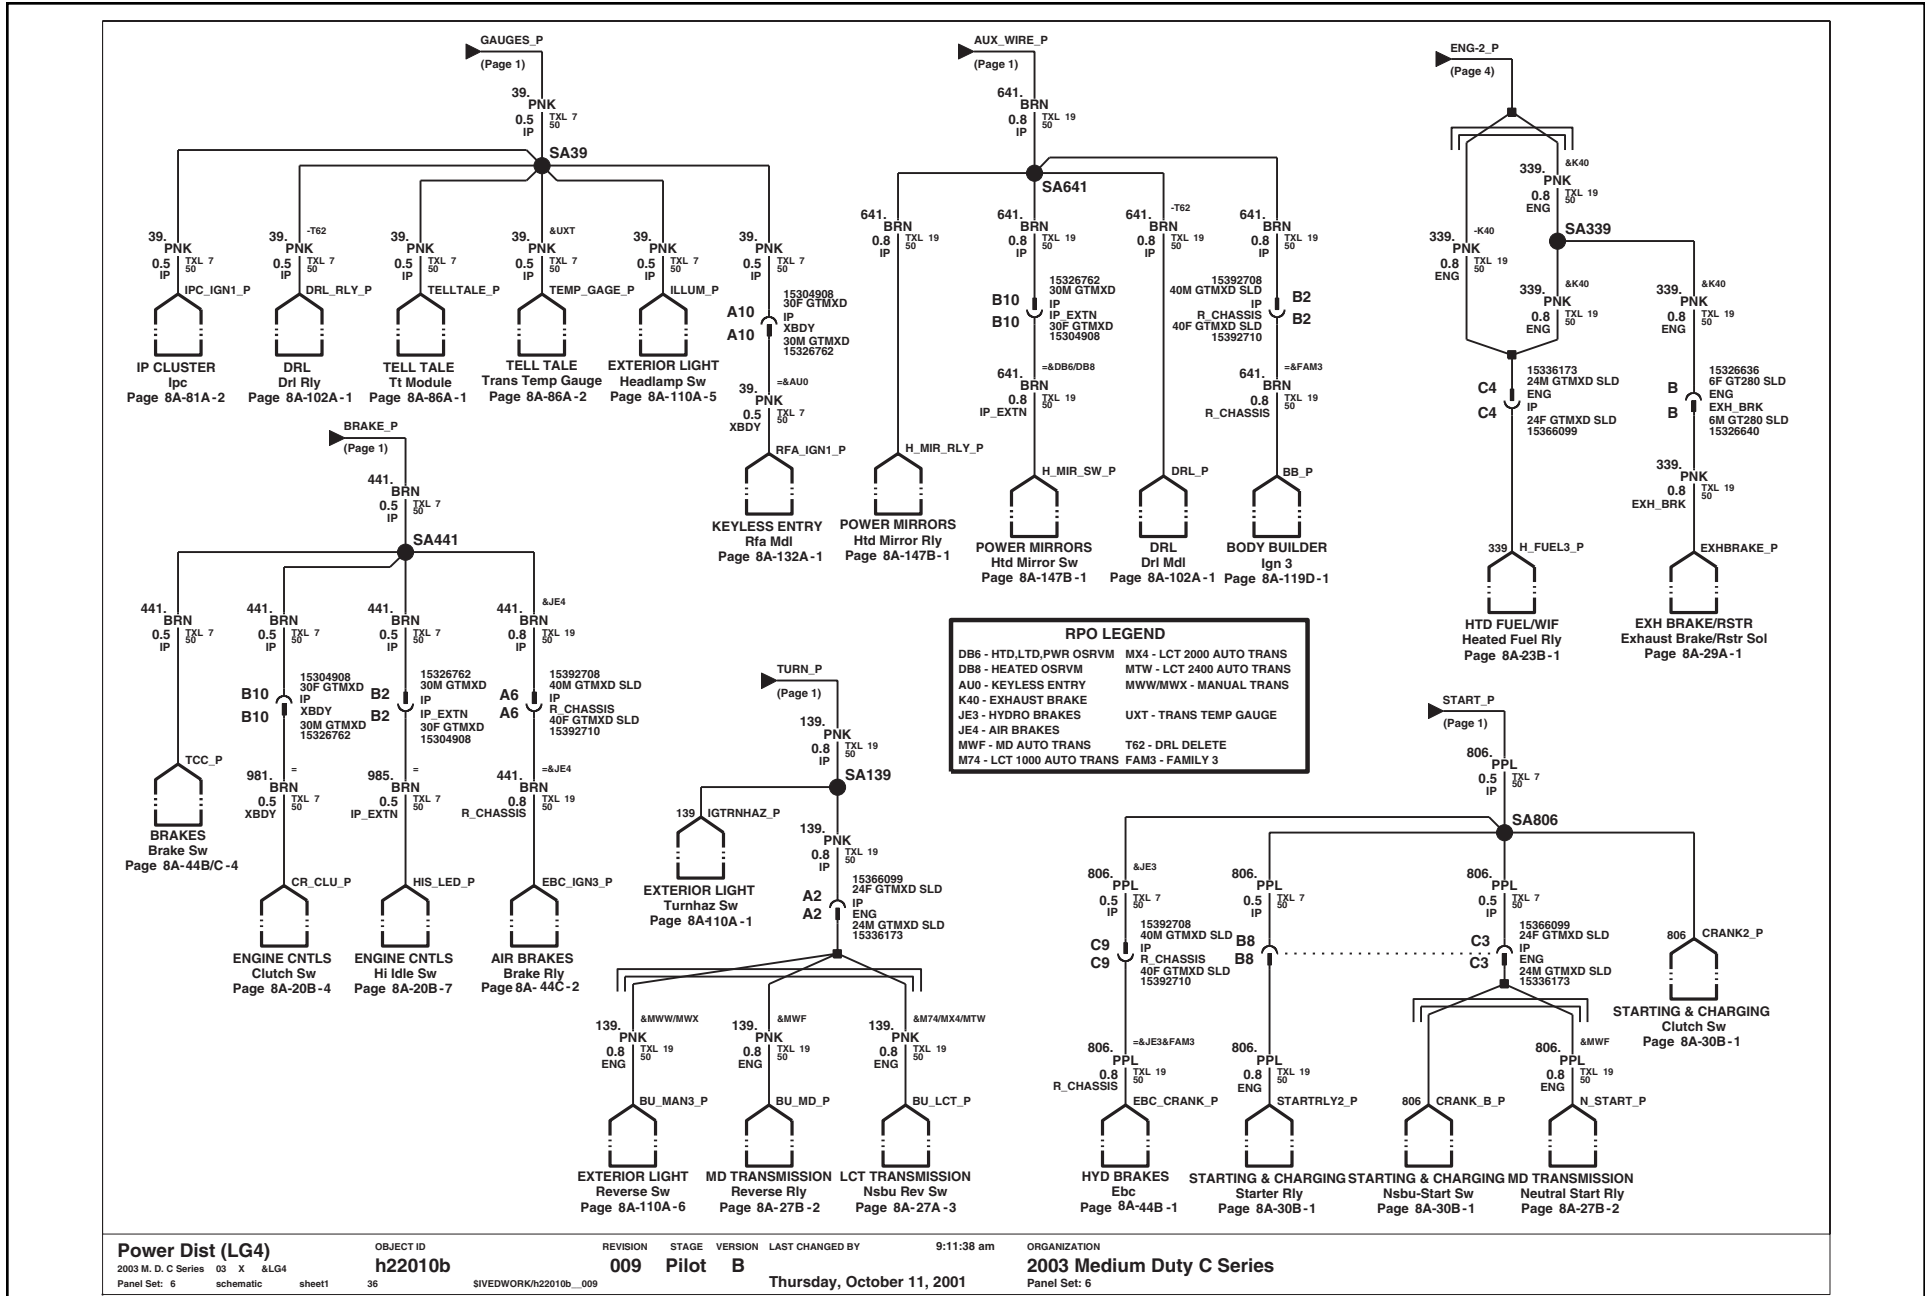 GAUGES_P
(Page 1)
39.
PNK
0.5
TXL 7
50
IP
SA39
39.
PNK
0.5
TXL 7
50
IP
IPC_IGN1_P
IP CLUSTER
Ipc
Page 8A-81A-2
39.
-T62
PNK
0.5
TXL 7
50
IP
DRL_RLY_P
DRL
Drl Rly
Page 8A-102A-1
39.
PNK
0.5
TXL 7
50
IP
TELLTALE_P
TELL TALE
Tt Module
Page 8A-86A-1
39.
&UXT
PNK
0.5
TXL 7
50
IP
TEMP_GAGE_P
TELL TALE
Trans Temp Gauge
Page 8A-86A-2
39.
PNK
0.5
TXL 7
50
IP
ILLUM_P
EXTERIOR LIGHT
Headlamp Sw
Page 8A-110A-5
39.
PNK
0.5
TXL 7
50
IP
15304908
30F GTMXD
A10
IP
A10
XBDY
30M GTMXD
15326762
=&AU0
39.
PNK
0.5
TXL 7
50
XBDY
RFA_IGN1_P
KEYLESS ENTRY
Rfa Mdl
Page 8A-132A-1
AUX_WIRE_P
(Page 1)
641.
BRN
0.8
TXL 19
50
IP
SA641
641.
BRN
0.8
TXL 19
50
IP
H_MIR_RLY_P
POWER MIRRORS
Htd Mirror Rly
Page 8A-147B-1
641.
BRN
0.8
TXL 19
50
IP
15326762
30M GTMXD
B10
IP
B10
IP_EXTN
30F GTMXD
15304908
=&DB6/DB8
641.
BRN
0.8
TXL 19
50
IP_EXTN
H_MIR_SW_P
POWER MIRRORS
Htd Mirror Sw
Page 8A-147B-1
641.
-T62
BRN
0.8
TXL 19
50
IP
DRL_P
DRL
Drl Mdl
Page 8A-102A-1
641.
BRN
0.8
TXL 19
50
IP
15392708
40M GTMXD SLD
IP
B2
R_CHASSIS
B2
40F GTMXD SLD
15392710
=&FAM3
641.
BRN
0.8
TXL 19
50
R_CHASSIS
BB_P
BODY BUILDER
Ign 3
Page 8A-119D-1
ENG-2_P
(Page 4)
&K40
339.
PNK
0.8
TXL 19
50
ENG
SA339
-K40
339.
PNK
0.8
TXL 19
50
ENG
&K40
339.
PNK
0.8
TXL 19
50
ENG
15336173
24M GTMXD SLD
C4
ENG
IP
C4
24F GTMXD SLD
15366099
339
H_FUEL3_P
HTD FUEL/WIF
Heated Fuel Rly
Page 8A-23B-1
&K40
339.
PNK
0.8
TXL 19
50
ENG
15326636
6F GT280 SLD
B
ENG
B
EXH_BRK
6M GT280 SLD
15326640
339.
PNK
0.8
TXL 19
50
EXH_BRK
EXHBRAKE_P
EXH BRAKE/RSTR
Exhaust Brake/Rstr Sol
Page 8A-29A-1
BRAKE_P
(Page 1)
441.
BRN
0.5
TXL 7
50
IP
SA441
441.
BRN
0.5
TXL 7
50
IP
TCC_P
BRAKES
Brake Sw
Page 8A-44B/C-4
441.
BRN
0.5
TXL 7
50
IP
15304908
30F GTMXD
B10
IP
B10
XBDY
30M GTMXD
15326762
=
981.
BRN
0.5
TXL 7
50
XBDY
CR_CLU_P
ENGINE CNTLS
Clutch Sw
Page 8A-20B-4
441.
BRN
0.5
TXL 7
50
IP
15326762
30M GTMXD
B2
IP
B2
IP_EXTN
30F GTMXD
15304908
=
985.
BRN
0.5
TXL 7
50
IP_EXTN
HIS_LED_P
ENGINE CNTLS
Hi Idle Sw
Page 8A-20B-7
&JE4
441.
BRN
0.8
TXL 19
50
IP
15392708
40M GTMXD SLD
A6
IP
A6
R_CHASSIS
40F GTMXD SLD
15392710
=&JE4
441.
BRN
0.8
TXL 19
50
R_CHASSIS
EBC_IGN3_P
AIR BRAKES
Brake Rly
Page 8A- 44C-2
TURN_P
(Page 1)
139.
PNK
0.8
TXL 19
50
IP
SA139
139
IGTRNHAZ_P
EXTERIOR LIGHT
Turnhaz Sw
Page 8A-110A-1
139.
PNK
0.8
TXL 19
50
IP
15366099
24F GTMXD SLD
A2
IP
A2
ENG
24M GTMXD SLD
15336173
&MWW/MWX
139.
PNK
0.8
TXL 19
50
ENG
BU_MAN3_P
EXTERIOR LIGHT
Reverse Sw
Page 8A-110A-6
&MWF
139.
PNK
0.8
TXL 19
50
ENG
BU_MD_P
MD TRANSMISSION
Reverse Rly
Page 8A-27B-2
&M74/MX4/MTW
139.
PNK
0.8
TXL 19
50
ENG
BU_LCT_P
LCT TRANSMISSION
Nsbu Rev Sw
Page 8A-27A-3
RPO LEGEND
DB6 - HTD,LTD,PWR OSRVM MX4 - LCT 2000 AUTO TRANS
DB8 - HEATED OSRVM MTW - LCT 2400 AUTO TRANS
AU0 - KEYLESS ENTRY MWW/MWX - MANUAL TRANS
K40 - EXHAUST BRAKE
JE3 - HYDRO BRAKES UXT - TRANS TEMP GAUGE
JE4 - AIR BRAKES
MWF - MD AUTO TRANS T62 - DRL DELETE
M74 - LCT 1000 AUTO TRANS FAM3 - FAMILY 3
START_P
(Page 1)
806.
PPL
0.5
TXL 7
50
IP
SA806
&JE3
806.
PPL
0.5
TXL 7
50
IP
15392708
40M GTMXD SLD
C9
IP
C9
R_CHASSIS
40F GTMXD SLD
15392710
=&JE3&FAM3
806.
PPL
0.8
TXL 19
50
R_CHASSIS
EBC_CRANK_P
HYD BRAKES
Ebc
Page 8A-44B -1
806.
PPL
0.5
TXL 7
50
IP
B8
B8
806.
PPL
0.8
TXL 19
50
ENG
STARTRLY2_P
STARTING & CHARGING
Starter Rly
Page 8A-30B-1
806.
PPL
0.5
TXL 7
50
IP
15366099
24F GTMXD SLD
C3
IP
C3
ENG
24M GTMXD SLD
15336173
806
CRANK_B_P
STARTING & CHARGING
Nsbu-Start Sw
Page 8A-30B-1
&MWF
806.
PPL
0.8
TXL 19
50
ENG
N_START_P
MD TRANSMISSION
Neutral Start Rly
Page 8A-27B-2
806
CRANK2_P
STARTING & CHARGING
Clutch Sw
Page 8A-30B-1
Power Dist (LG4)
2003 M. D. C Series 03 X &LG4
Panel Set: 6 schematic sheet1 36 $IVEDWORK/h22010b__009
OBJECT ID
h22010b
REVISION STAGE VERSION LAST CHANGED BY 9:11:38 am
009 Pilot B
Thursday, October 11, 2001
ORGANIZATION
2003 Medium Duty C Series
Panel Set: 6